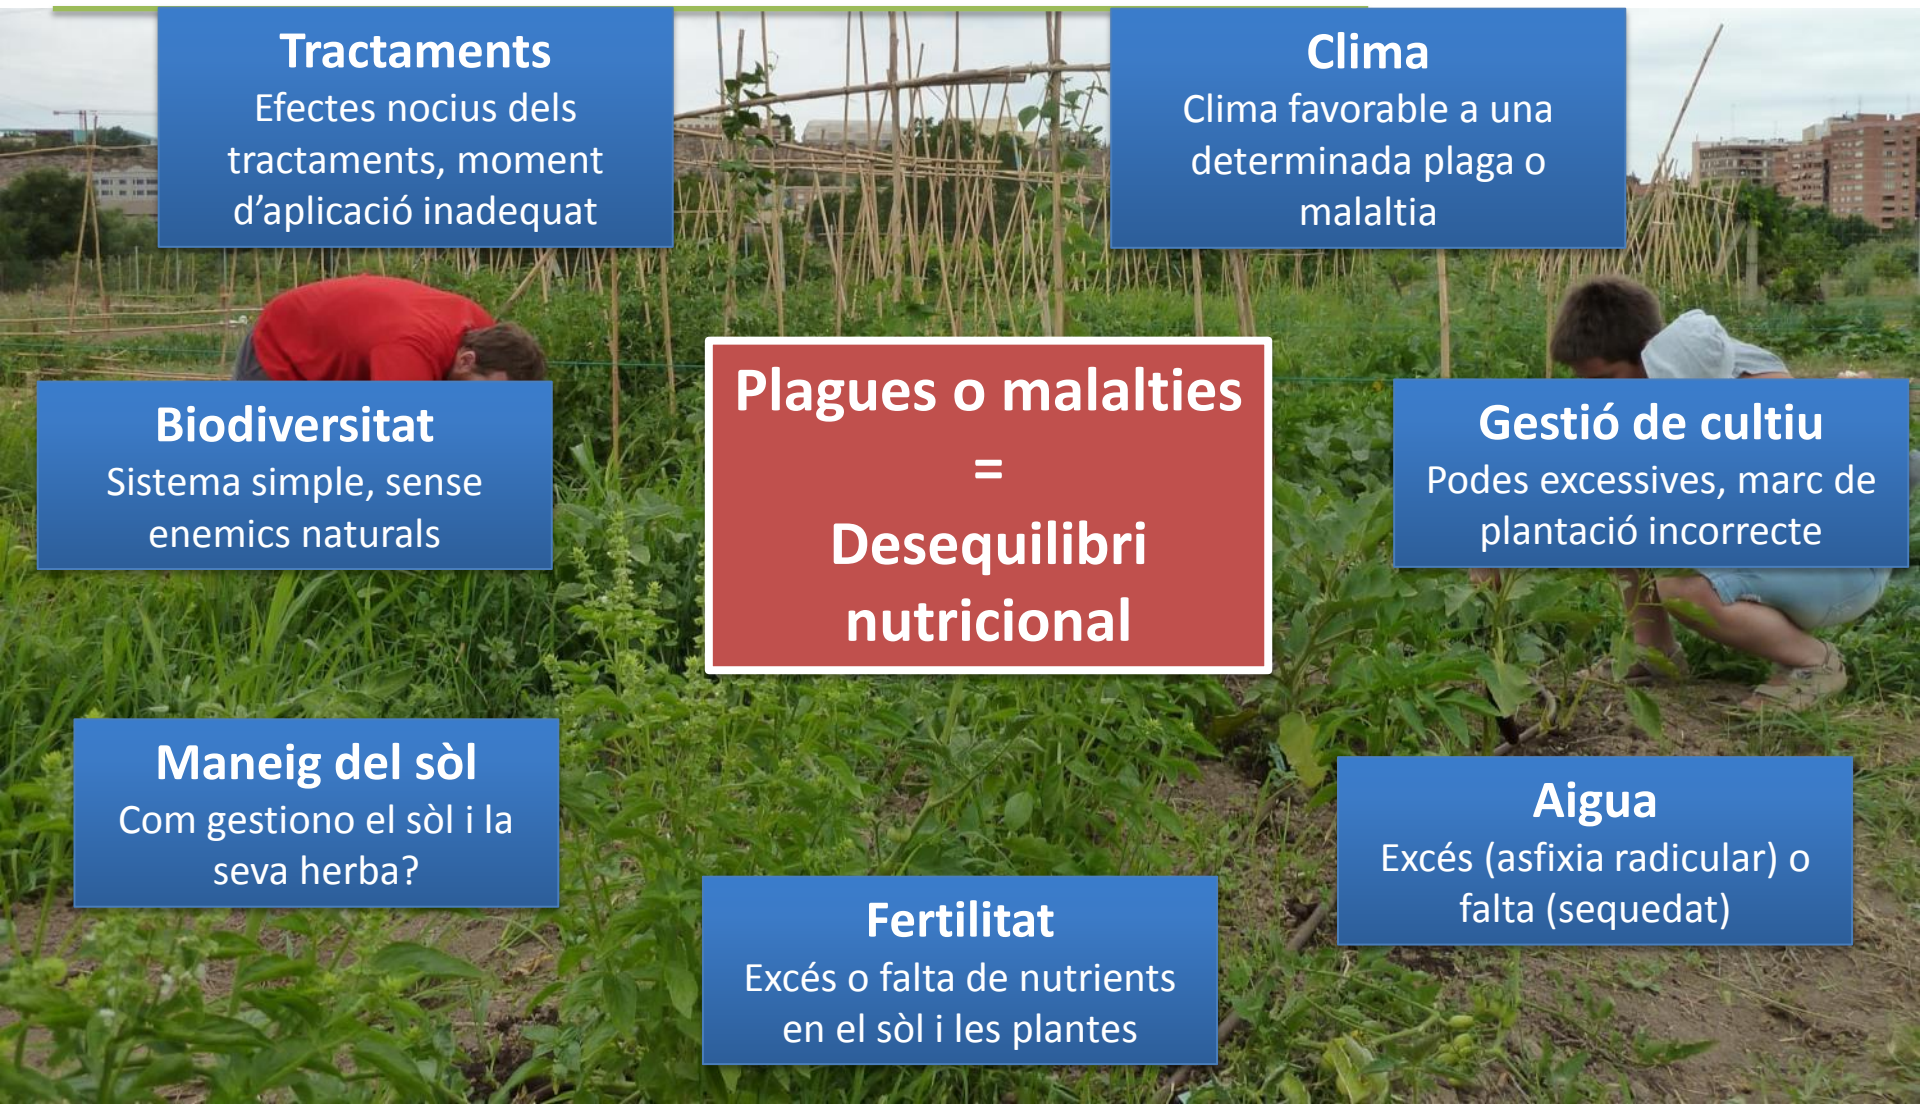 Tractaments
Efectes nocius dels
tractaments, moment
d’aplicació inadequat
Clima
Clima favorable a una
determinada plaga o
malaltia
Biodiversitat
Sistema simple, sense
enemics naturals
Plagues o malalties
=
Desequilibri
nutricional
Gestió de cultiu
Podes excessives, marc de
plantació incorrecte
Maneig del sòl
Com gestiono el sòl i la
seva herba?
Fertilitat
Excés o falta de nutrients
en el sòl i les plantes
Aigua
Excés (asfixia radicular) o
falta (sequedat)